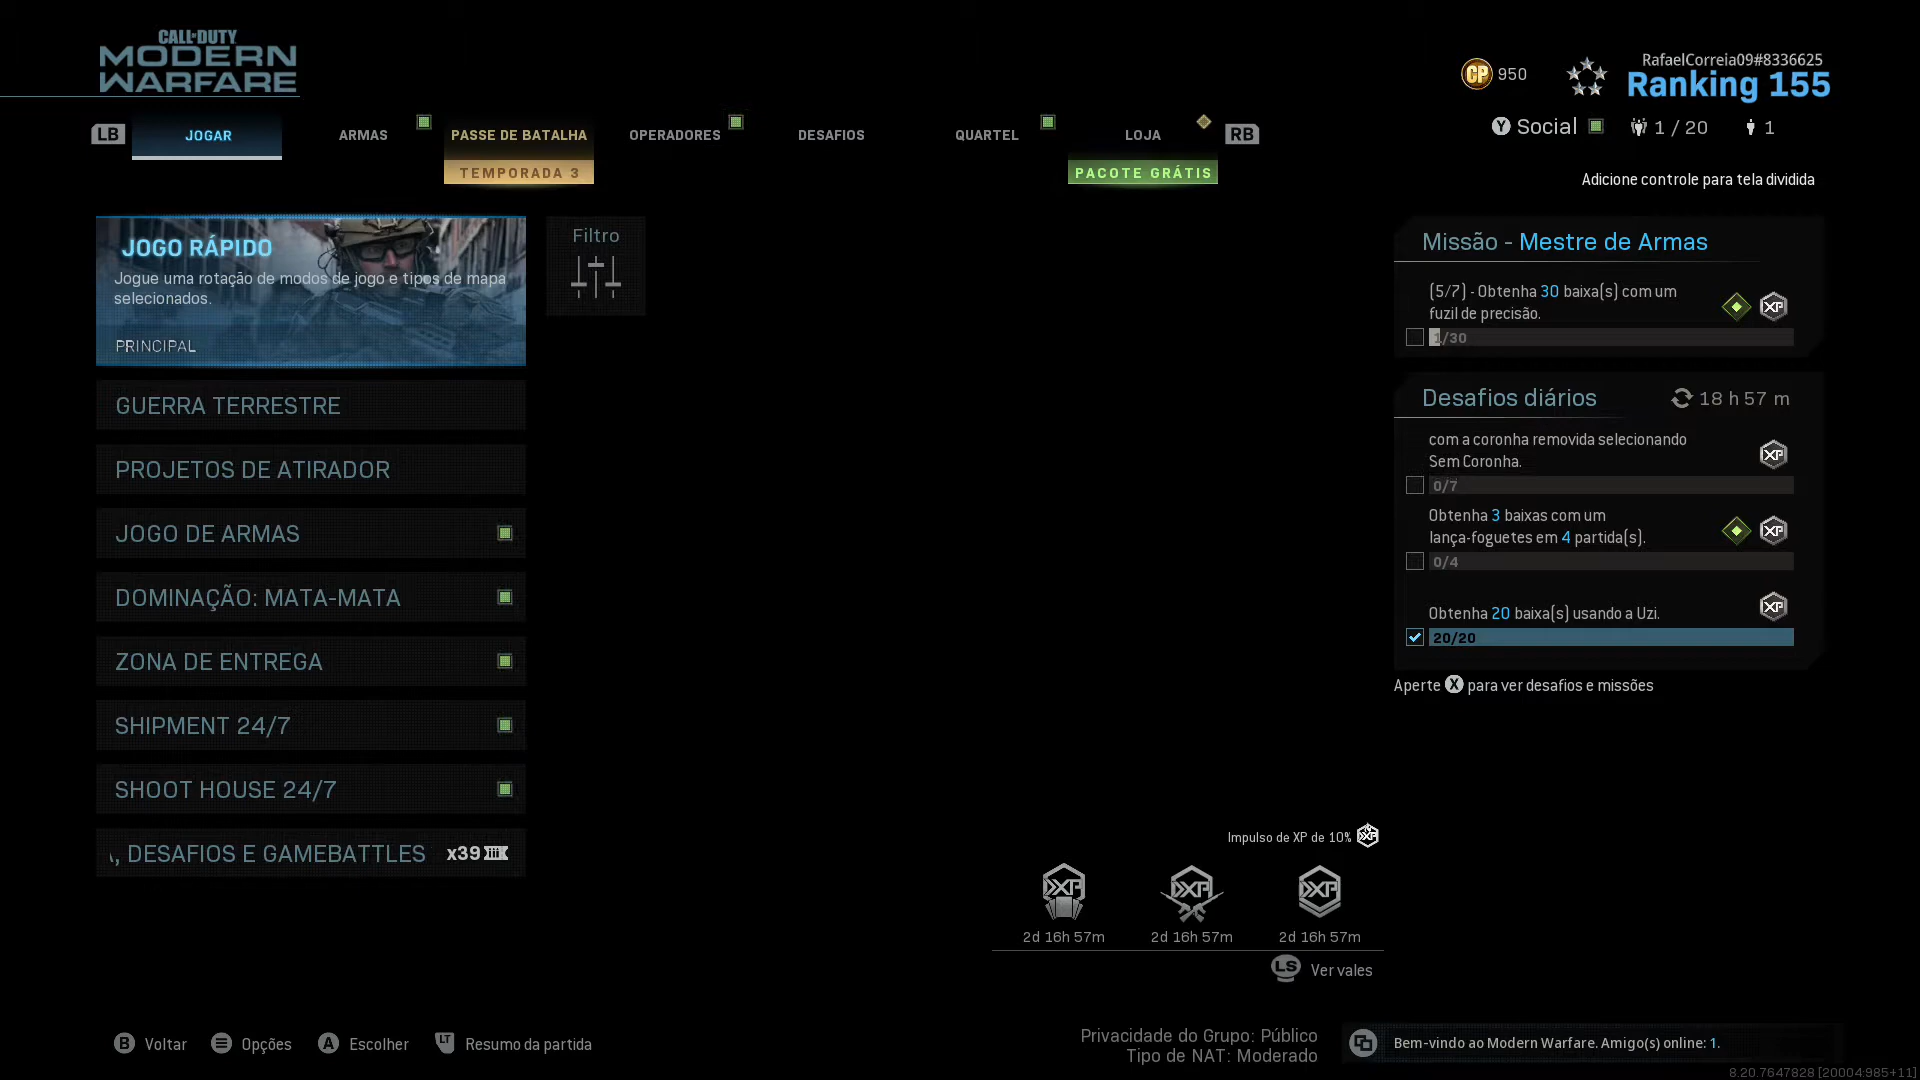 CALL OF DUTY
MODERN
WARFARE
CP 950
RafaelCorreia09#8336625
Ranking 155
LB
JOGAR
ARMAS
PASSE DE BATALHA
OPERADORES
DESAFIOS
QUARTEL
LOJA
RB
TEMPORADA 3
PACOTE GRÁTIS
Y Social
1 / 20
1
Adicione controle para tela dividida
JOGO RÁPIDO
Jogue uma rotação de modos de jogo e tipos de mapa
selecionados.
PRINCIPAL
Filtro
GUERRA TERRESTRE
PROJETOS DE ATIRADOR
JOGO DE ARMAS
DOMINAÇÃO: MATA-MATA
ZONA DE ENTREGA
SHIPMENT 24/7
SHOOT HOUSE 24/7
, DESAFIOS E GAMEBATTLES x39
Missão - Mestre de Armas
(5/7) - Obtenha 30 baixa(s) com um
fuzil de precisão.
XP
1/30
Desafios diários
18 h 57 m
com a coronha removida selecionando
Sem Coronha.
XP
0/7
Obtenha 3 baixas com um
lança-foguetes em 4 partida(s).
XP
0/4
Obtenha 20 baixa(s) usando a Uzi.
XP
20/20
Aperte X para ver desafios e missões
Impulso de XP de 10%
2d 16h 57m
2d 16h 57m
2d 16h 57m
LS Ver vales
B Voltar
Opções
A Escolher
LT Resumo da partida
Privacidade do Grupo: Público
Tipo de NAT: Moderado
Bem-vindo ao Modern Warfare. Amigo(s) online: 1.
8.20.7647828 [20004:985+11]